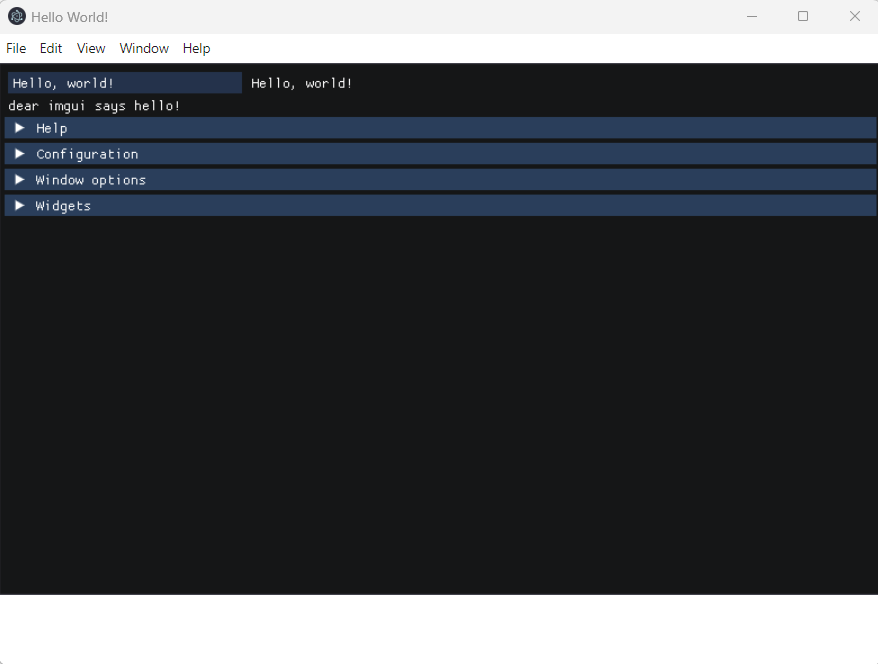 Hello World!
File Edit View Window Help
Hello, world! Hello, world!
dear imgui says hello!
Help
Configuration
Window options
Widgets